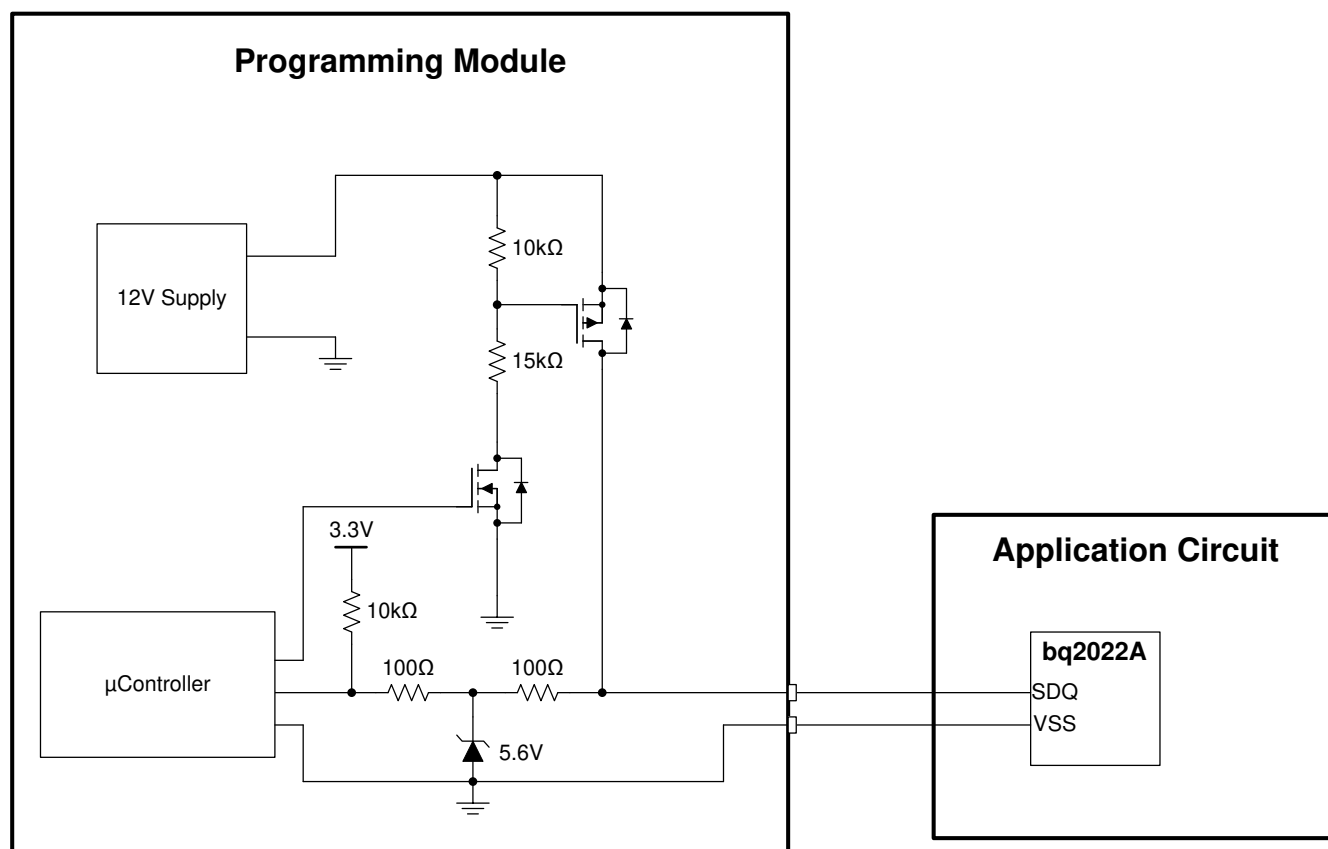 Programming Module
10kΩ
12V Supply
15kΩ
3.3V
Application Circuit
10kΩ
bq2022A
100Ω
100Ω
µController
SDQ
VSS
5.6V